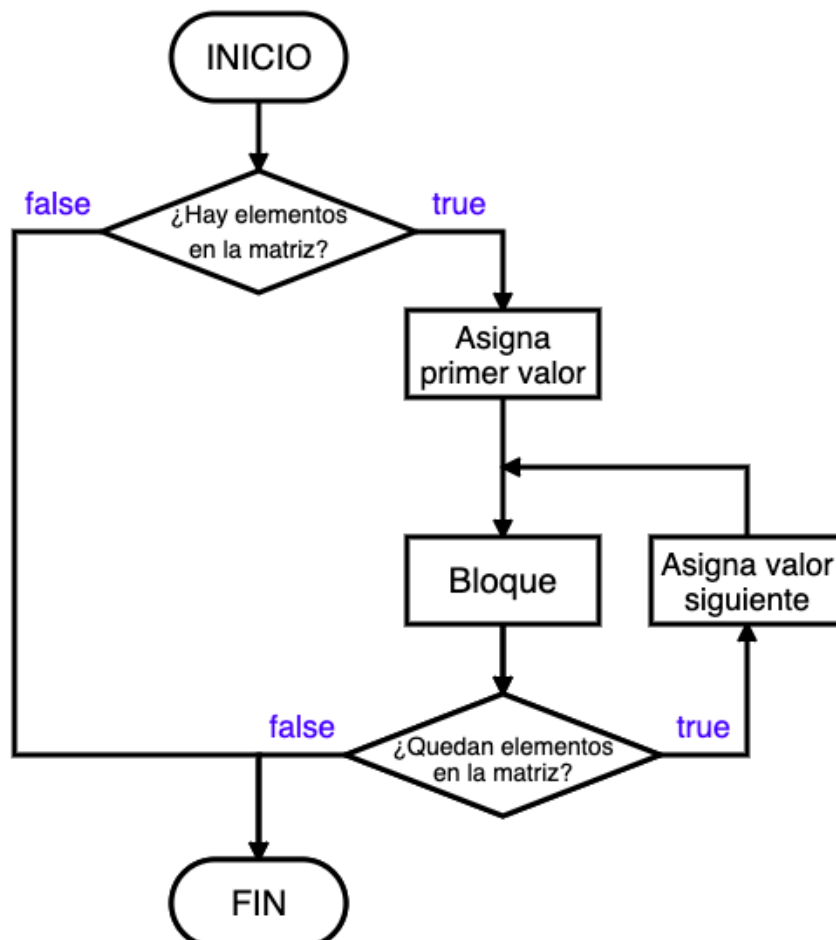 INICIO
false
true
¿Hay elementos
en la matriz?
Asigna
primer valor
Bloque
Asigna valor
siguiente
false
true
¿Quedan elementos
en la matriz?
FIN